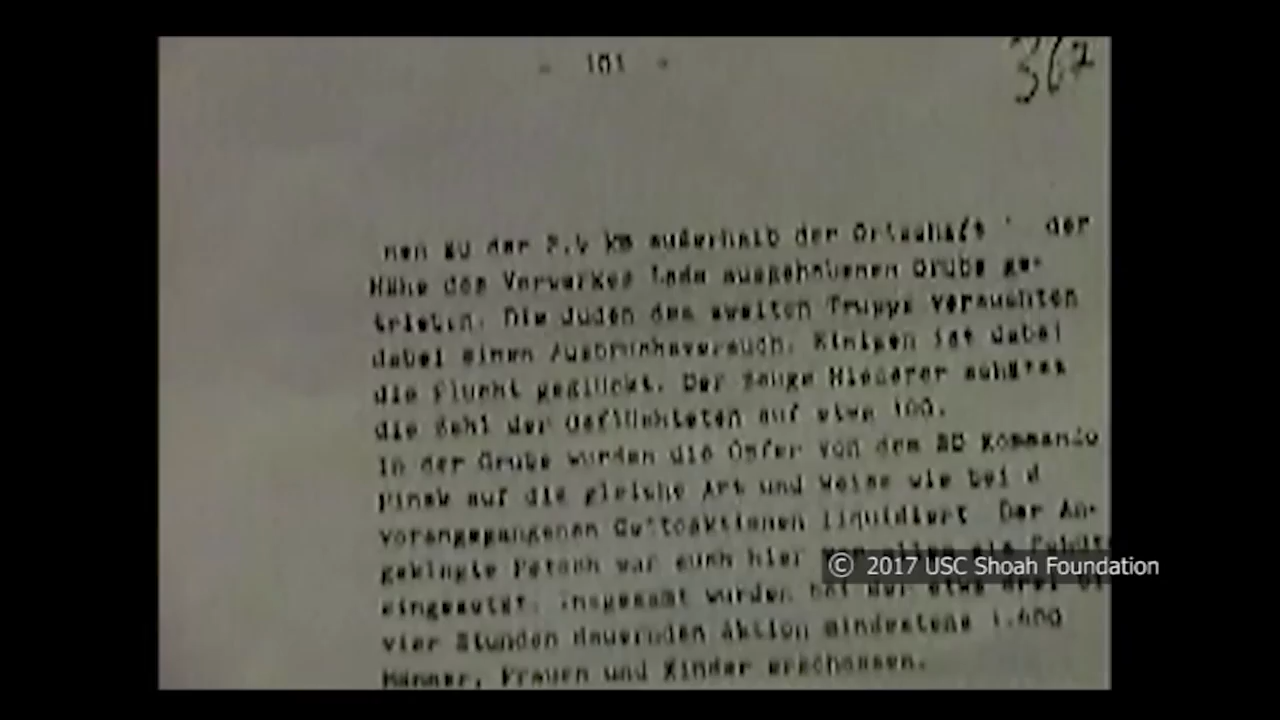 - 101 -
362
nen zu der 2,5 km außerhalb der Ortschaft der
Nähe des Vorwerkes ausgehobenen Grube ge-
trieben. Die Juden des zweiten Trupps versuchten
dabei einen Ausbruchsversuch. Einigen ist dabei
die Flucht geglückt. Der Zeuge schätzt
die Zahl der Geflüchteten auf etwa 100.
In der Grube wurden die Opfer von dem SD Kommando
Pinsk auf die gleiche Art und Weise wie bei d
vorangegangenen Gettoaktionen liquidiert Der An-
geklagte Petsch war auch hier
eingesetzt. Insgesamt wurden bei der etwa drei
vier Stunden dauernden Aktion mindestens 1.600
Männer, Frauen und Kinder erschossen.
© 2017 USC Shoah Foundation